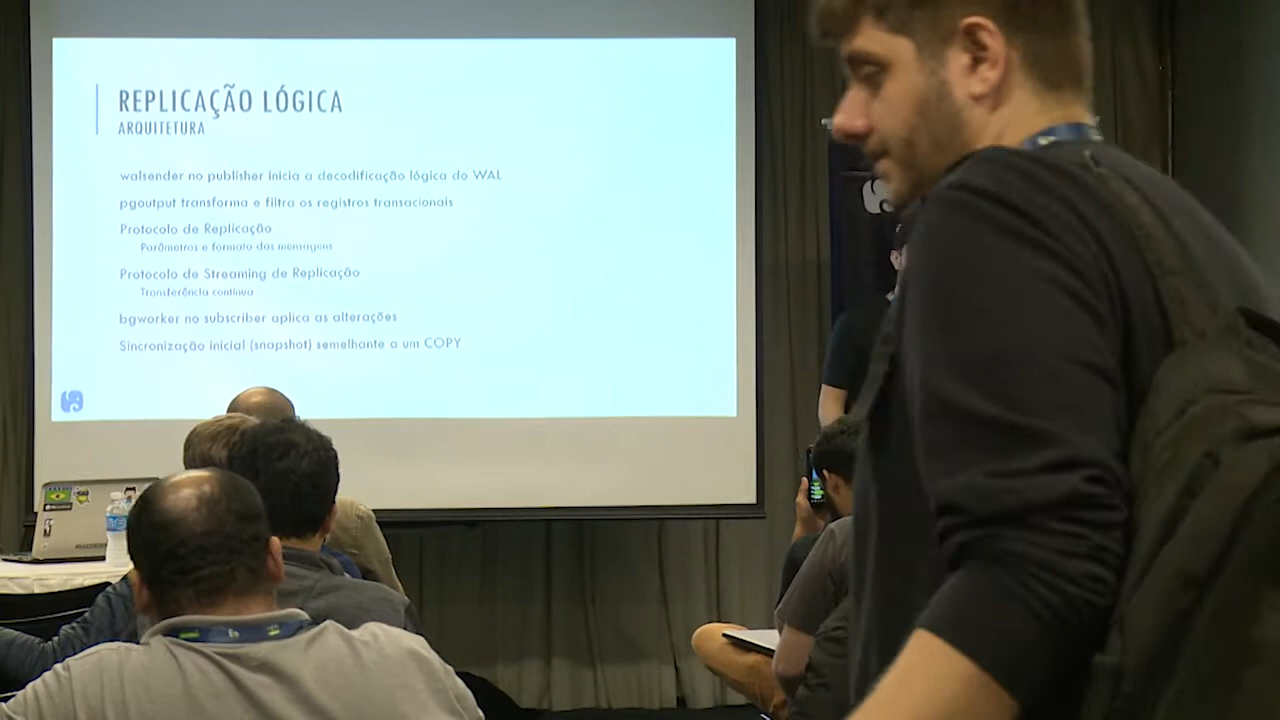 REPLICAÇÃO LÓGICA
ARQUITETURA
walsender no publisher inicia a decodificação lógica do WAL
pgoutput transforma e filtra os registros transacionais
Protocolo de Replicação
Parâmetros e formato das mensagens
Protocolo de Streaming de Replicação
Transferência contínua
bgworker no subscriber aplica as alterações
Sincronização inicial (snapshot) semelhante a um COPY